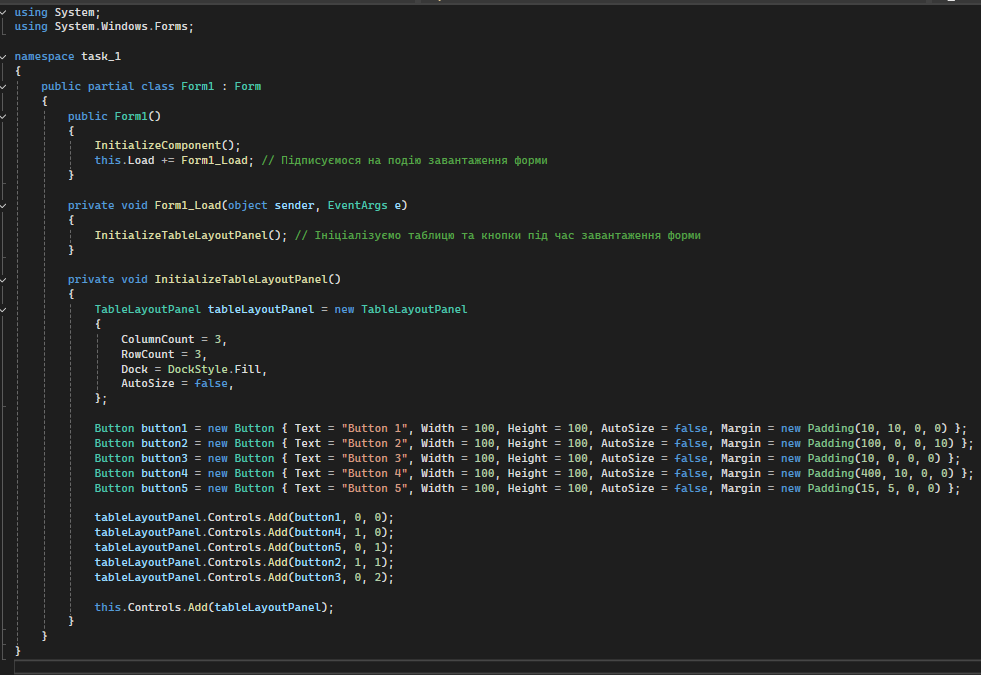 using System;
using System.Windows.Forms;

namespace task_1
{
    public partial class Form1 : Form
    {
        public Form1()
        {
            InitializeComponent();
            this.Load += Form1_Load; // Підписуємося на подію завантаження форми
        }

        private void Form1_Load(object sender, EventArgs e)
        {
            InitializeTableLayoutPanel(); // Ініціалізуємо таблицю та кнопки під час завантаження форми
        }

        private void InitializeTableLayoutPanel()
        {
            TableLayoutPanel tableLayoutPanel = new TableLayoutPanel
            {
                ColumnCount = 3,
                RowCount = 3,
                Dock = DockStyle.Fill,
                AutoSize = false,
            };

            Button button1 = new Button { Text = "Button 1", Width = 100, Height = 100, AutoSize = false, Margin = new Padding(10, 10, 0, 0) };
            Button button2 = new Button { Text = "Button 2", Width = 100, Height = 100, AutoSize = false, Margin = new Padding(100, 0, 0, 10) };
            Button button3 = new Button { Text = "Button 3", Width = 100, Height = 100, AutoSize = false, Margin = new Padding(10, 0, 0, 0) };
            Button button4 = new Button { Text = "Button 4", Width = 100, Height = 100, AutoSize = false, Margin = new Padding(400, 10, 0, 0) };
            Button button5 = new Button { Text = "Button 5", Width = 100, Height = 100, AutoSize = false, Margin = new Padding(15, 5, 0, 0) };

            tableLayoutPanel.Controls.Add(button1, 0, 0);
            tableLayoutPanel.Controls.Add(button4, 1, 0);
            tableLayoutPanel.Controls.Add(button5, 0, 1);
            tableLayoutPanel.Controls.Add(button2, 1, 1);
            tableLayoutPanel.Controls.Add(button3, 0, 2);

            this.Controls.Add(tableLayoutPanel);
        }
    }
}